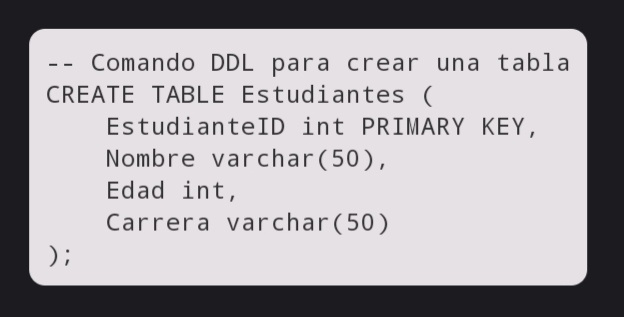 -- Comando DDL para crear una tabla
CREATE TABLE Estudiantes (
    EstudianteID int PRIMARY KEY,
    Nombre varchar(50),
    Edad int,
    Carrera varchar(50)
);